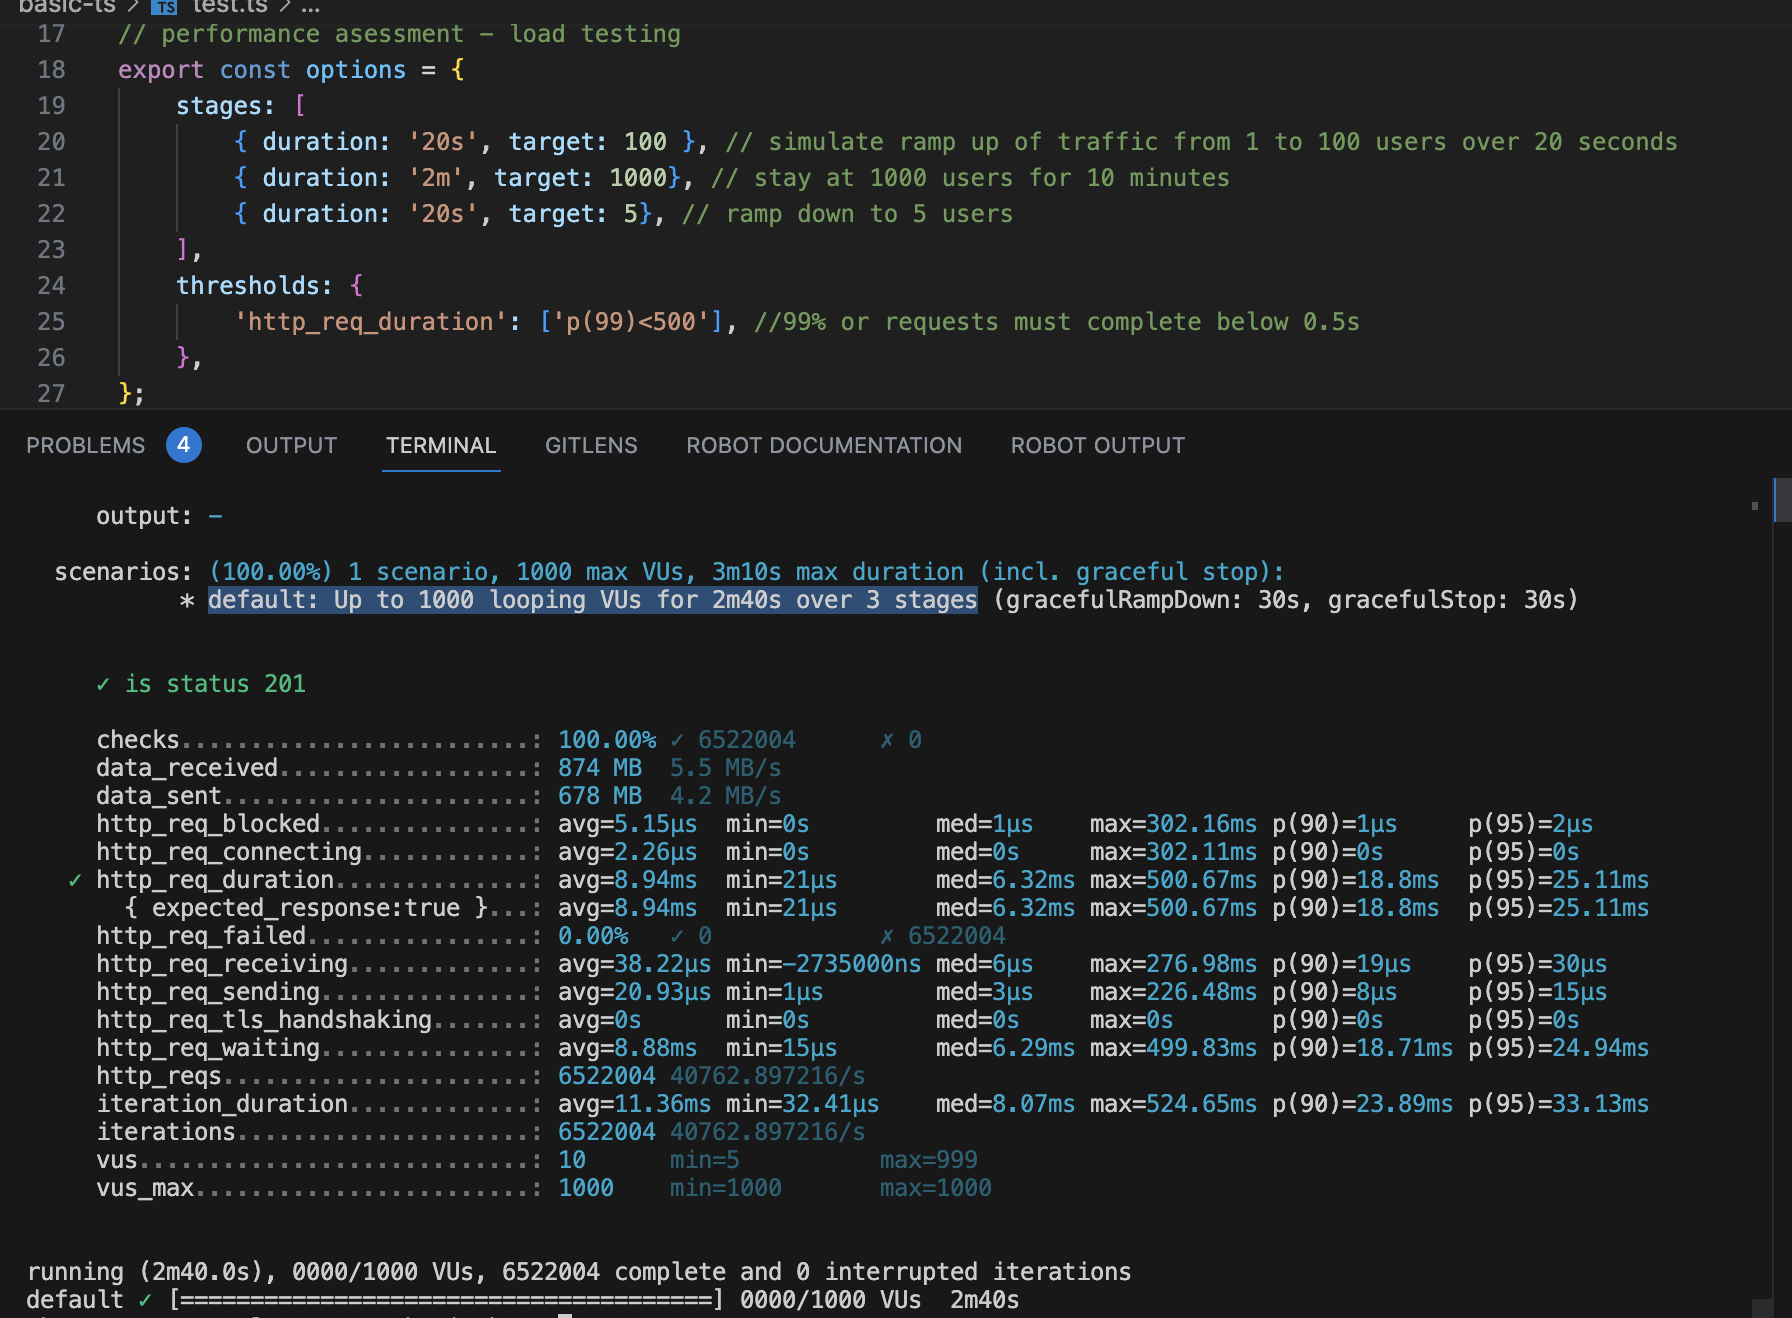 basic-ts > TS test.ts > ...
17 // performance asessment - load testing
18 export const options = {
19 stages: [
20 { duration: '20s', target: 100 }, // simulate ramp up of traffic from 1 to 100 users over 20 seconds
21 { duration: '2m', target: 1000}, // stay at 1000 users for 10 minutes
22 { duration: '20s', target: 5}, // ramp down to 5 users
23 ],
24 thresholds: {
25 'http_req_duration': ['p(99)<500'], //99% or requests must complete below 0.5s
26 },
27 };
PROBLEMS 4 OUTPUT TERMINAL GITLENS ROBOT DOCUMENTATION ROBOT OUTPUT
output: -
scenarios: (100.00%) 1 scenario, 1000 max VUs, 3m10s max duration (incl. graceful stop):
* default: Up to 1000 looping VUs for 2m40s over 3 stages (gracefulRampDown: 30s, gracefulStop: 30s)
✓ is status 201
checks.........................: 100.00% ✓ 6522004 ✗ 0
data_received..................: 874 MB 5.5 MB/s
data_sent......................: 678 MB 4.2 MB/s
http_req_blocked...............: avg=5.15µs min=0s med=1µs max=302.16ms p(90)=1µs p(95)=2µs
http_req_connecting............: avg=2.26µs min=0s med=0s max=302.11ms p(90)=0s p(95)=0s
✓ http_req_duration..............: avg=8.94ms min=21µs med=6.32ms max=500.67ms p(90)=18.8ms p(95)=25.11ms
{ expected_response:true }...: avg=8.94ms min=21µs med=6.32ms max=500.67ms p(90)=18.8ms p(95)=25.11ms
http_req_failed................: 0.00% ✓ 0 ✗ 6522004
http_req_receiving.............: avg=38.22µs min=-2735000ns med=6µs max=276.98ms p(90)=19µs p(95)=30µs
http_req_sending...............: avg=20.93µs min=1µs med=3µs max=226.48ms p(90)=8µs p(95)=15µs
http_req_tls_handshaking.......: avg=0s min=0s med=0s max=0s p(90)=0s p(95)=0s
http_req_waiting...............: avg=8.88ms min=15µs med=6.29ms max=499.83ms p(90)=18.71ms p(95)=24.94ms
http_reqs......................: 6522004 40762.897216/s
iteration_duration.............: avg=11.36ms min=32.41µs med=8.07ms max=524.65ms p(90)=23.89ms p(95)=33.13ms
iterations.....................: 6522004 40762.897216/s
vus............................: 10 min=5 max=999
vus_max........................: 1000 min=1000 max=1000
running (2m40.0s), 0000/1000 VUs, 6522004 complete and 0 interrupted iterations
default ✓ [======================================] 0000/1000 VUs 2m40s